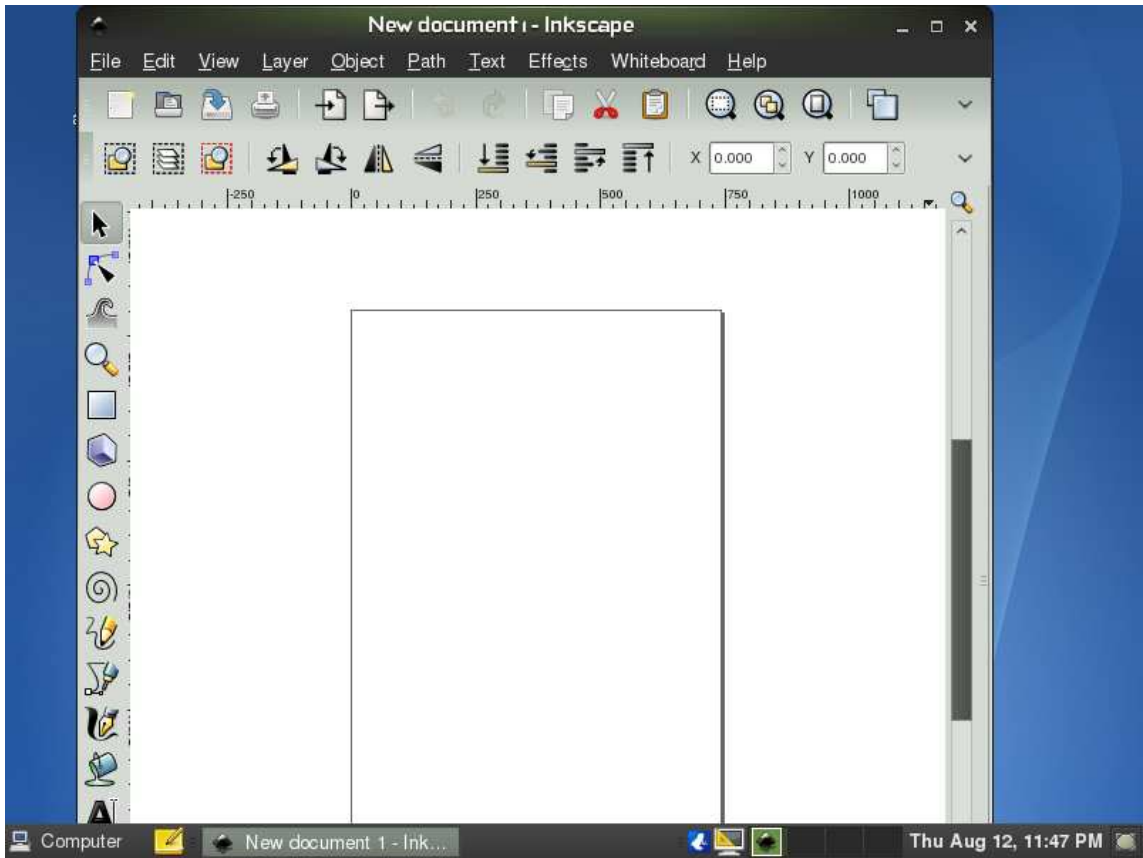 New document 1 - Inkscape
File Edit View Layer Object Path Text Effects Whiteboard Help
X 0.000 Y 0.000
-250 0 250 500 750 1000
A
Computer New document 1 - Ink... Thu Aug 12, 11:47 PM